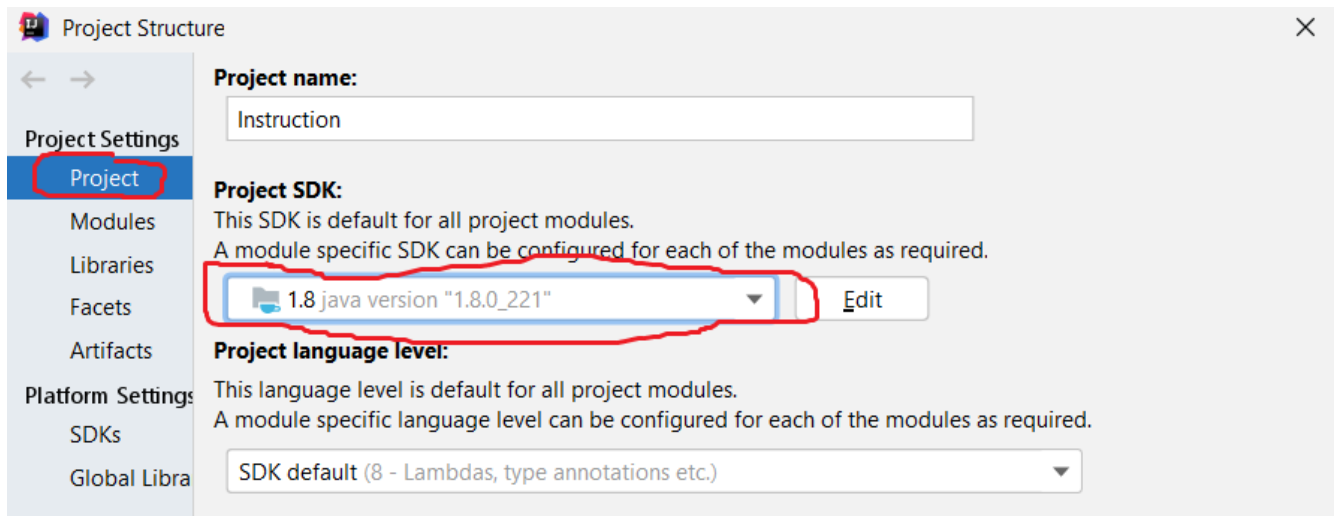 Project Structure
Project Settings
Project
Modules
Libraries
Facets
Artifacts
Platform Settings
SDKs
Global Libra
Project name:
Instruction
Project SDK:
This SDK is default for all project modules.
A module specific SDK can be configured for each of the modules as required.
1.8 java version "1.8.0_221"
Edit
Project language level:
This language level is default for all project modules.
A module specific language level can be configured for each of the modules as required.
SDK default (8 - Lambdas, type annotations etc.)